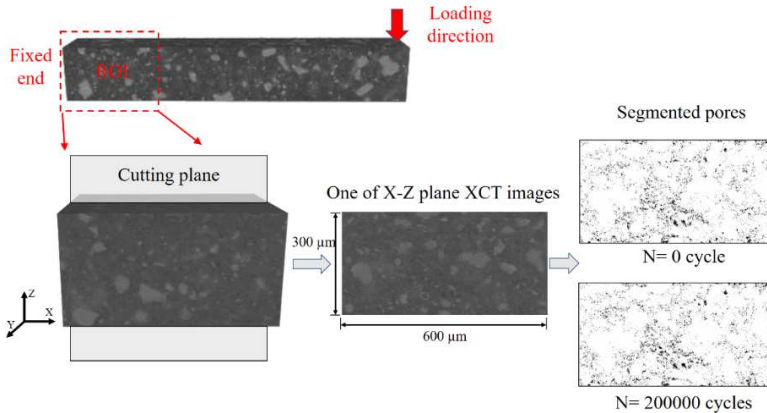 Loading
direction
Fixed
end
ROI
Segmented pores
Cutting plane
One of X-Z plane XCT images
300 µm
N= 0 cycle
Z
X
Y
600 µm
N= 200000 cycles